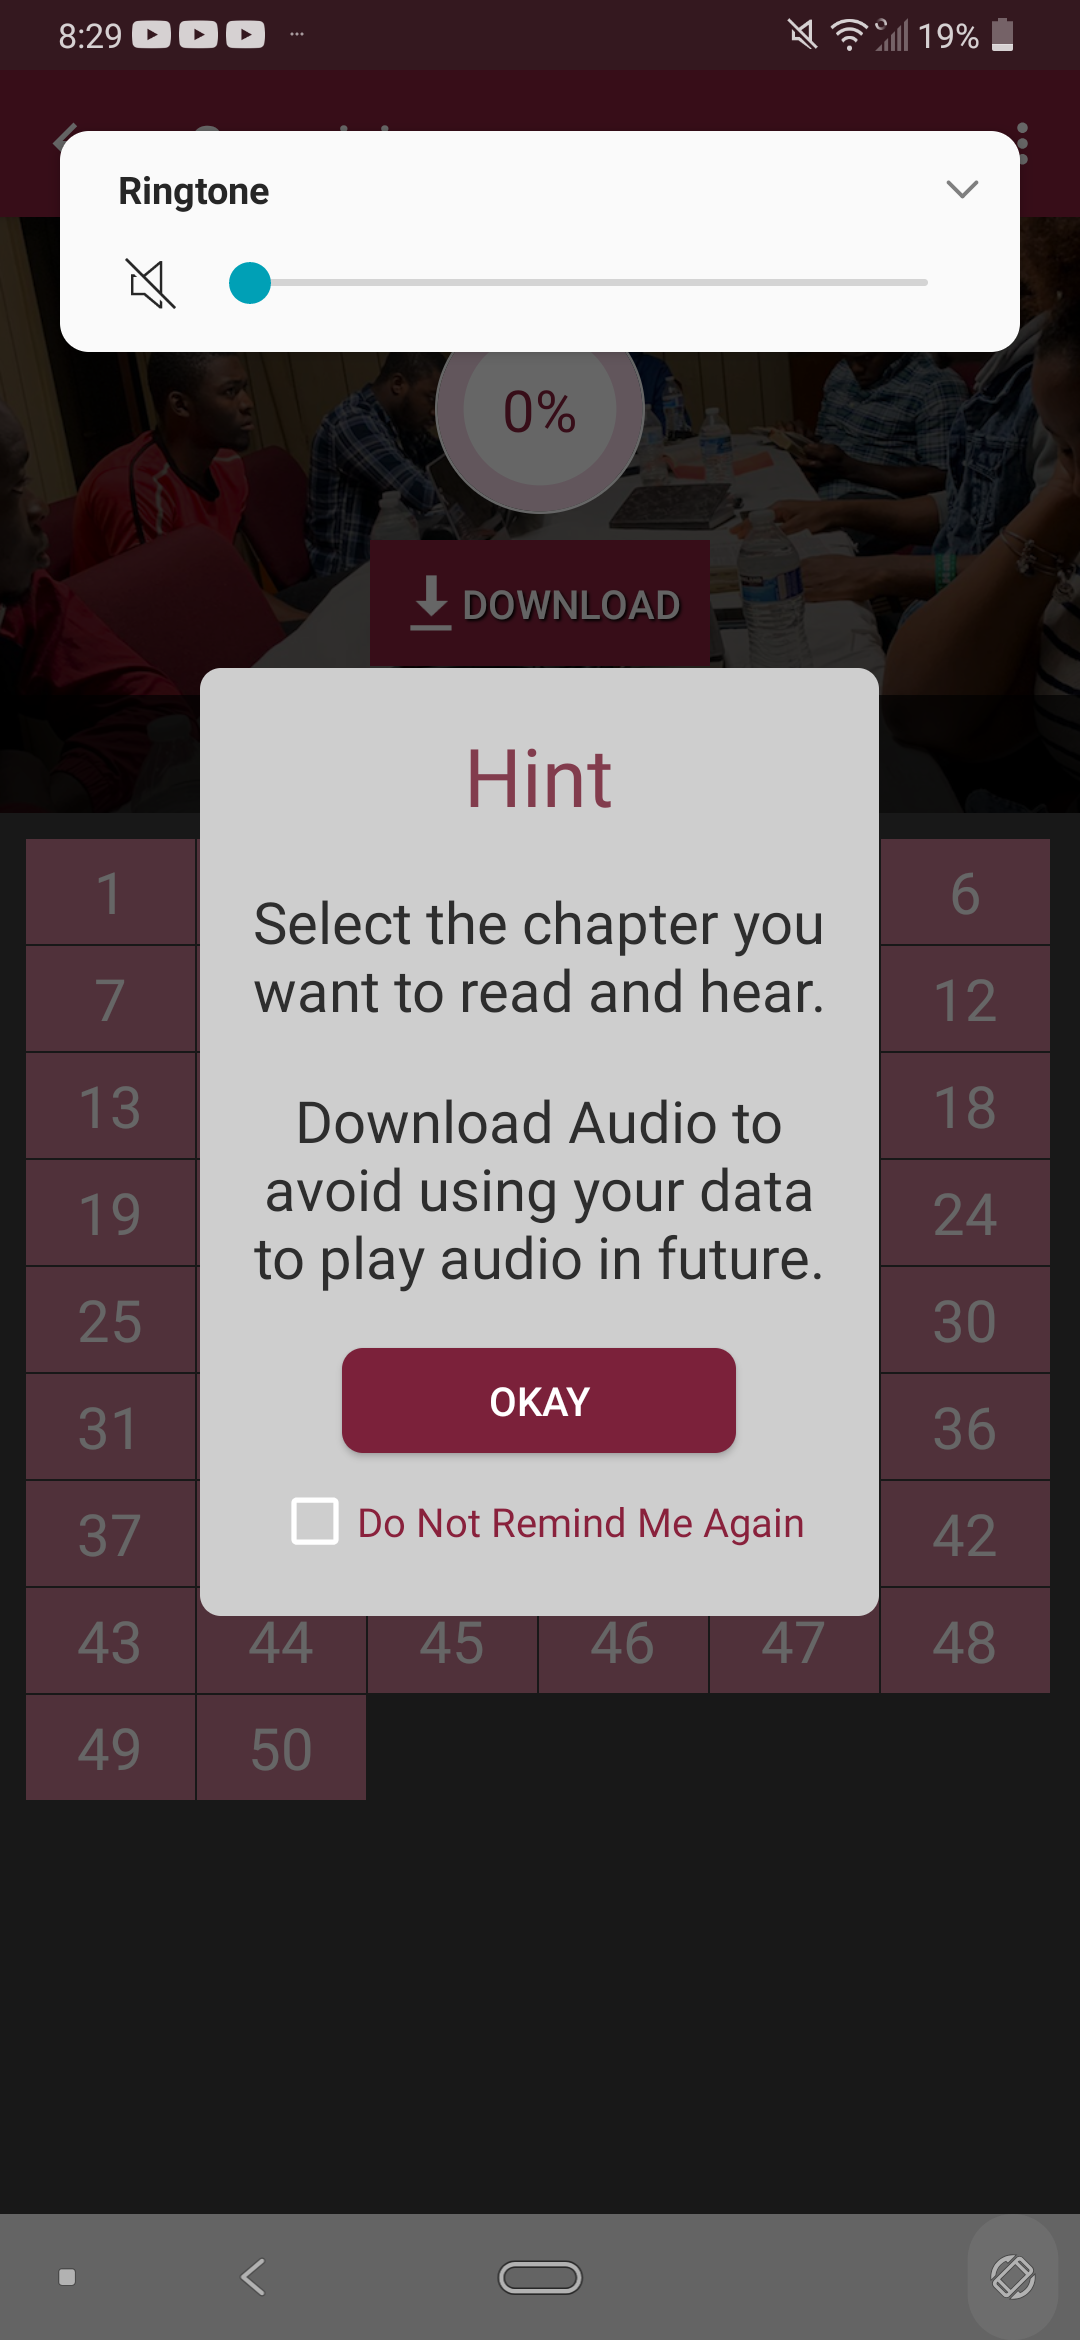 8:29
19%
Ringtone
0%
DOWNLOAD
Hint
Select the chapter you
want to read and hear.
Download Audio to
avoid using your data
to play audio in future.
OKAY
Do Not Remind Me Again
1 6
7 12
13 18
19 24
25 30
31 36
37 42
43 44 45 46 47 48
49 50